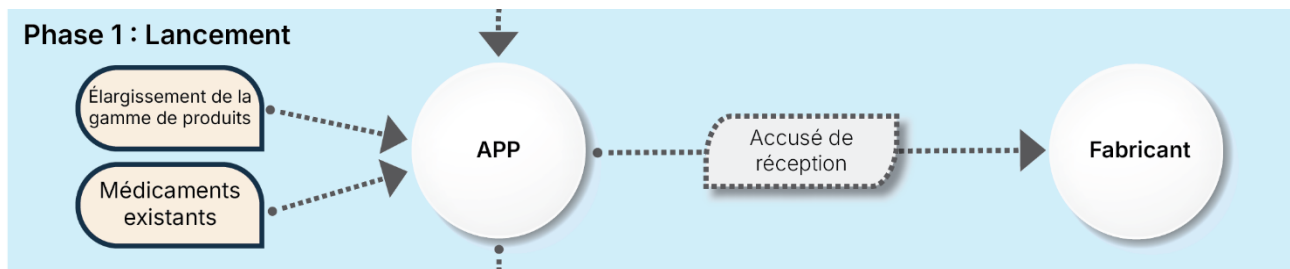 Phase 1 : Lancement
Élargissement de la
gamme de produits
Médicaments
existants
APP
Accusé de
réception
Fabricant